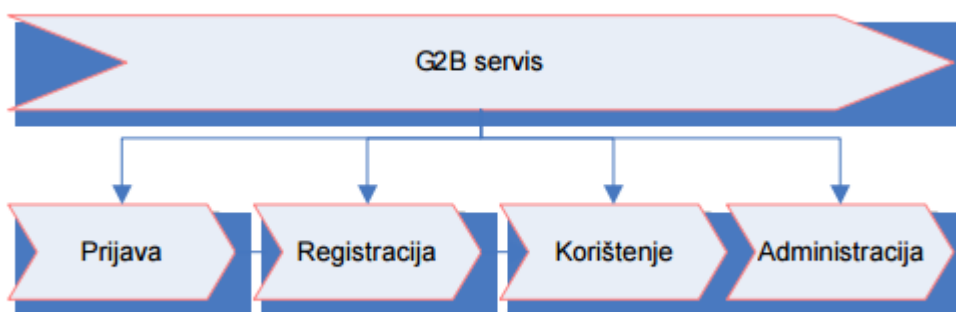 G2B servis
Prijava
Registracija
Korištenje
Administracija